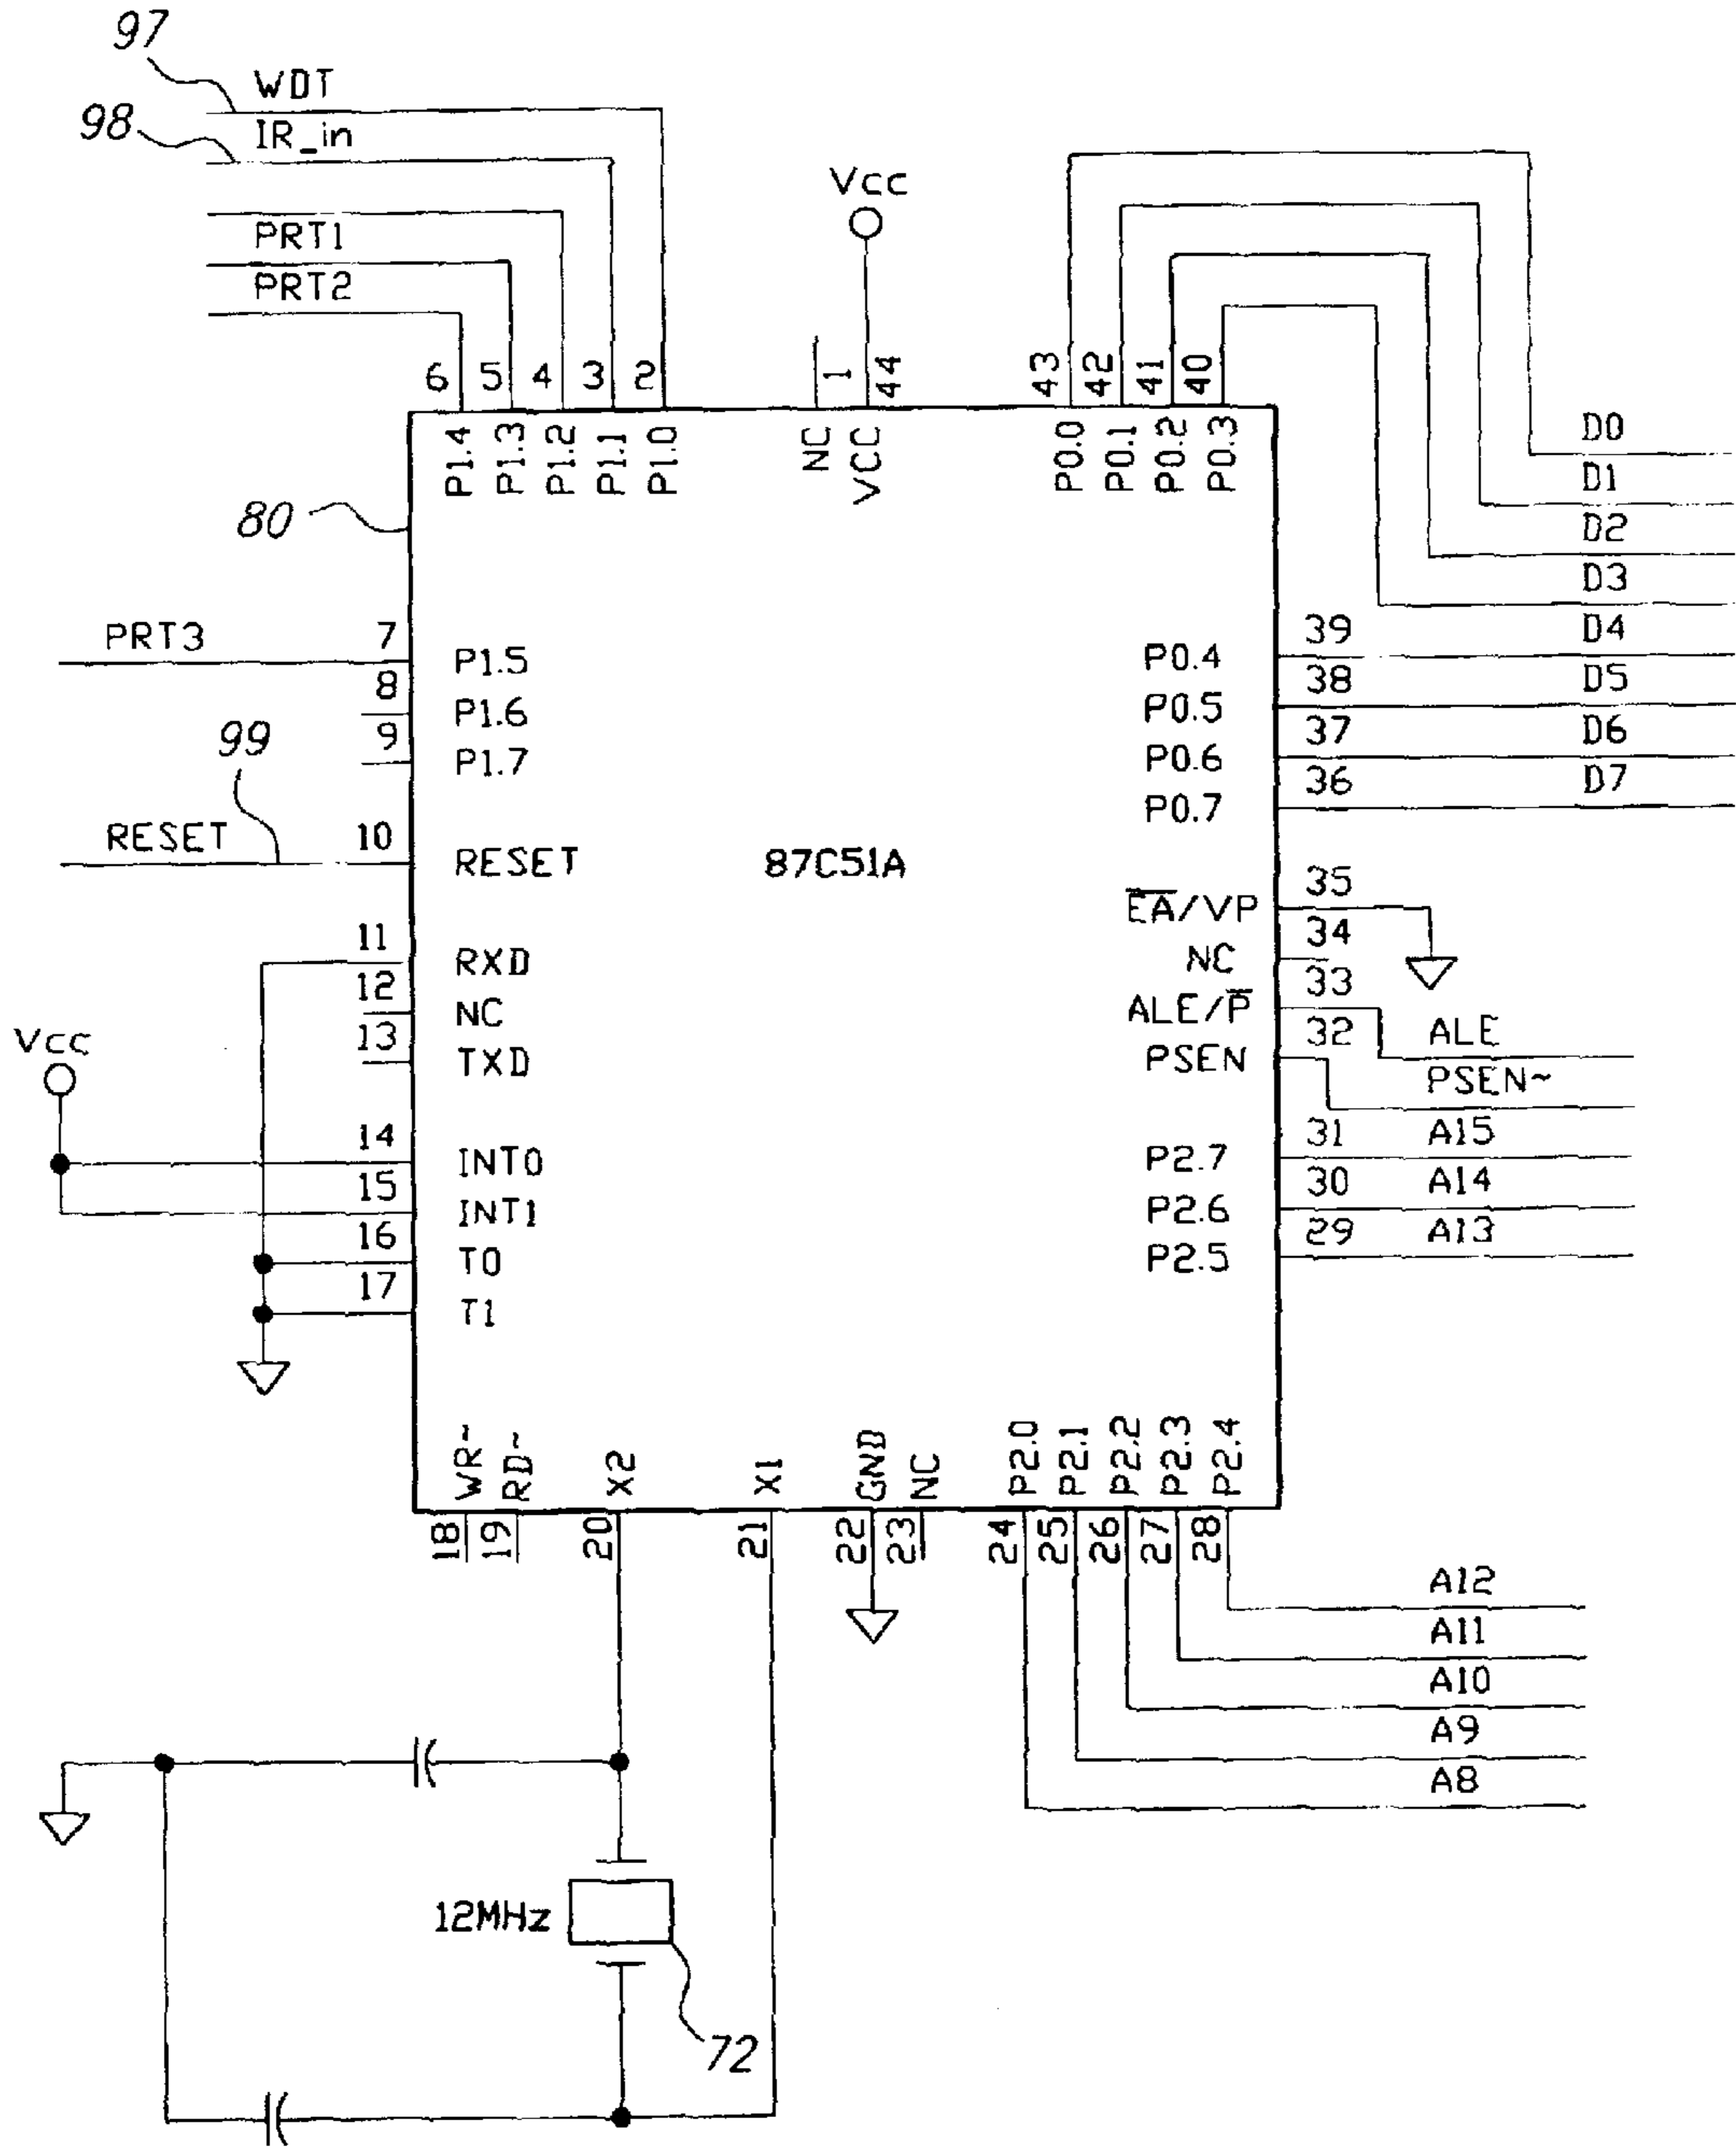 97
WDT
98
IR_in
PRT1
PRT2
Vcc
6 5 4 3 2 1 44 43 42 41 40
P1.4 P1.3 P1.2 P1.1 P1.0 NC VCC P0.0 P0.1 P0.2 P0.3
D0
D1
D2
D3
80
PRT3 7 P1.5
8 P1.6
9 P1.7
99
RESET 10 RESET
87C51A
P0.4 39 D4
P0.5 38 D5
P0.6 37 D6
P0.7 36 D7
11 RXD
12 NC
13 TXD
Vcc
14 INT0
15 INT1
16 T0
17 T1
EA/VP 35
NC 34
ALE/P 33 ALE
PSEN 32 PSEN~
P2.7 31 A15
P2.6 30 A14
P2.5 29 A13
WR~ RD~ X2 X1 GND NC P2.0 P2.1 P2.2 P2.3 P2.4
18 19 20 21 22 23 24 25 26 27 28
A12
A11
A10
A9
A8
12MHz
72